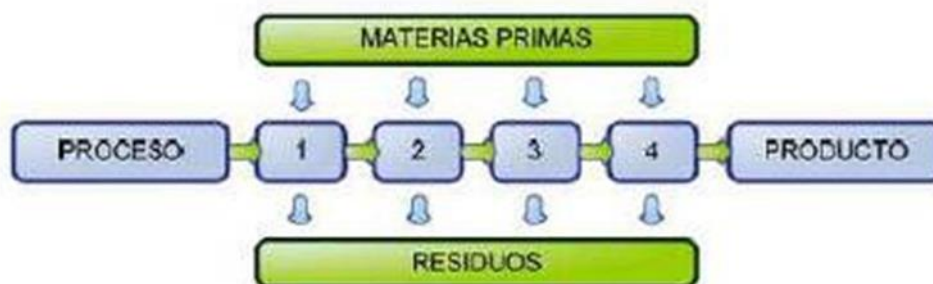 MATERIAS PRIMAS
PROCESO 1 2 3 4 PRODUCTO
RESIDUOS